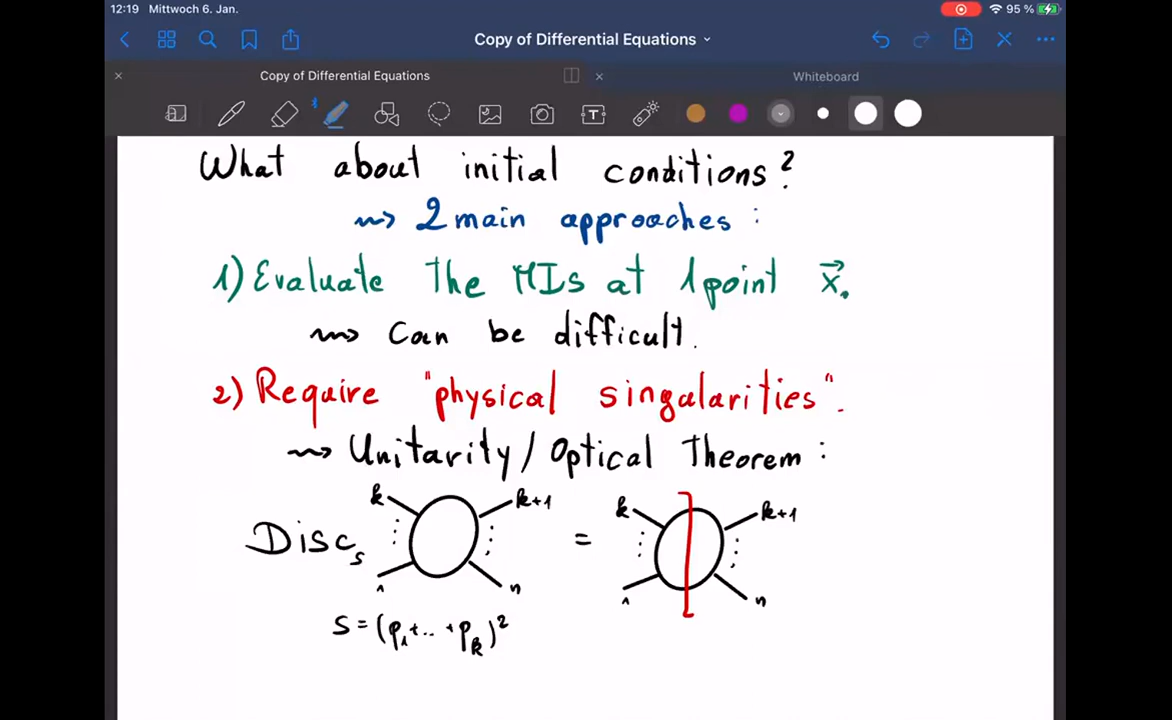 12:19 Mittwoch 6. Jan. 95 %
Copy of Differential Equations
Copy of Differential Equations Whiteboard
What about initial conditions?
⇝ 2 main approaches:
1) Evaluate the MIs at 1 point x⃗₀
⇝ can be difficult.
2) Require "physical singularities".
⇝ Unitarity/Optical Theorem:
k k+1 k k+1
Disc_s =
1 n 1 n
s = (p₁+..+p_k)²